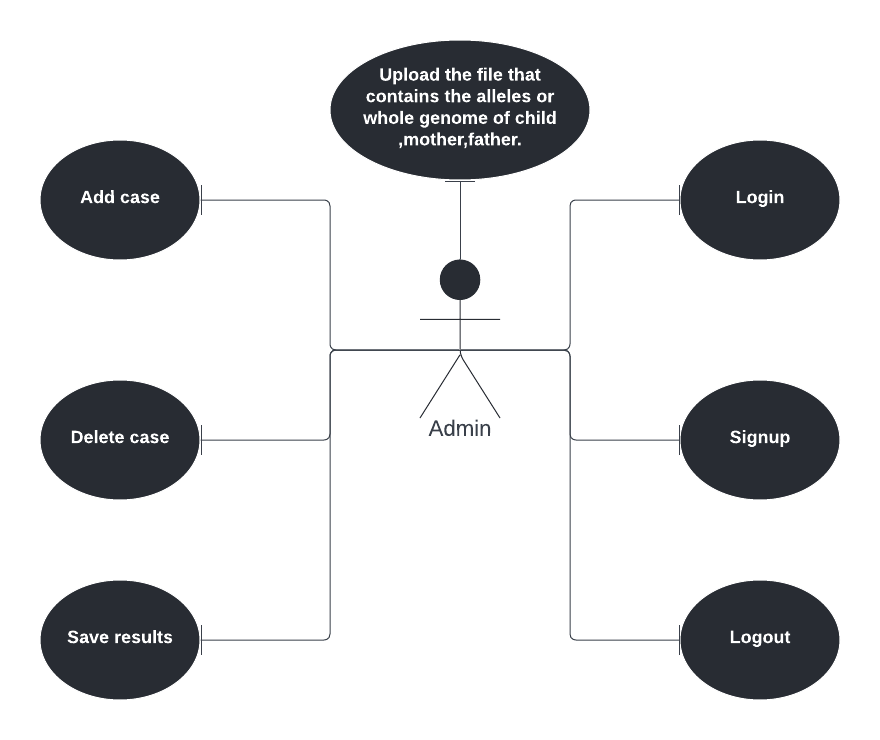 Upload the file that
contains the alleles or
whole genome of child
,mother,father.
Add case
Login
Admin
Delete case
Signup
Save results
Logout